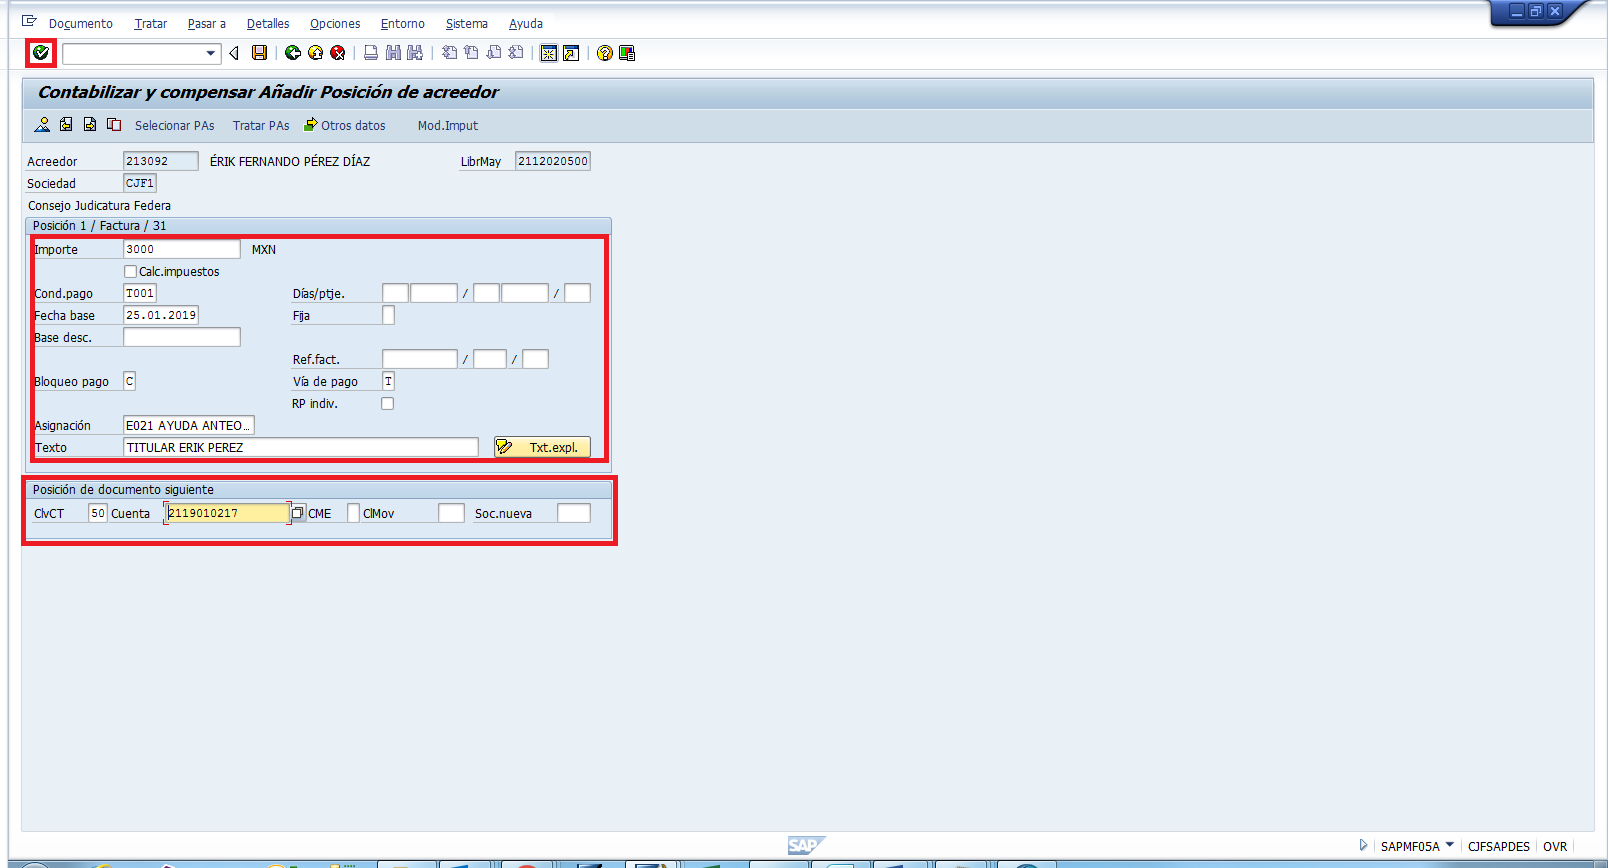 Documento Tratar Pasar a Detalles Opciones Entorno Sistema Ayuda
Contabilizar y compensar Añadir Posición de acreedor
Selecionar PAs Tratar PAs Otros datos Mod.Imput
Acreedor 213092 ÉRIK FERNANDO PÉREZ DÍAZ LibrMay 2112020500
Sociedad CJF1
Consejo Judicatura Federa
Posición 1 / Factura / 31
Importe 3000 MXN
Calc.impuestos
Cond.pago T001 Días/ptje. / /
Fecha base 25.01.2019 Fija
Base desc.
Ref.fact. / /
Bloqueo pago C Vía de pago T
RP indiv.
Asignación E021 AYUDA ANTEO…
Texto TITULAR ERIK PEREZ Txt.expl.
Posición de documento siguiente
ClvCT 50 Cuenta 2119010217 CME ClMov Soc.nueva
SAP SAPMF05A CJFSAPDES OVR